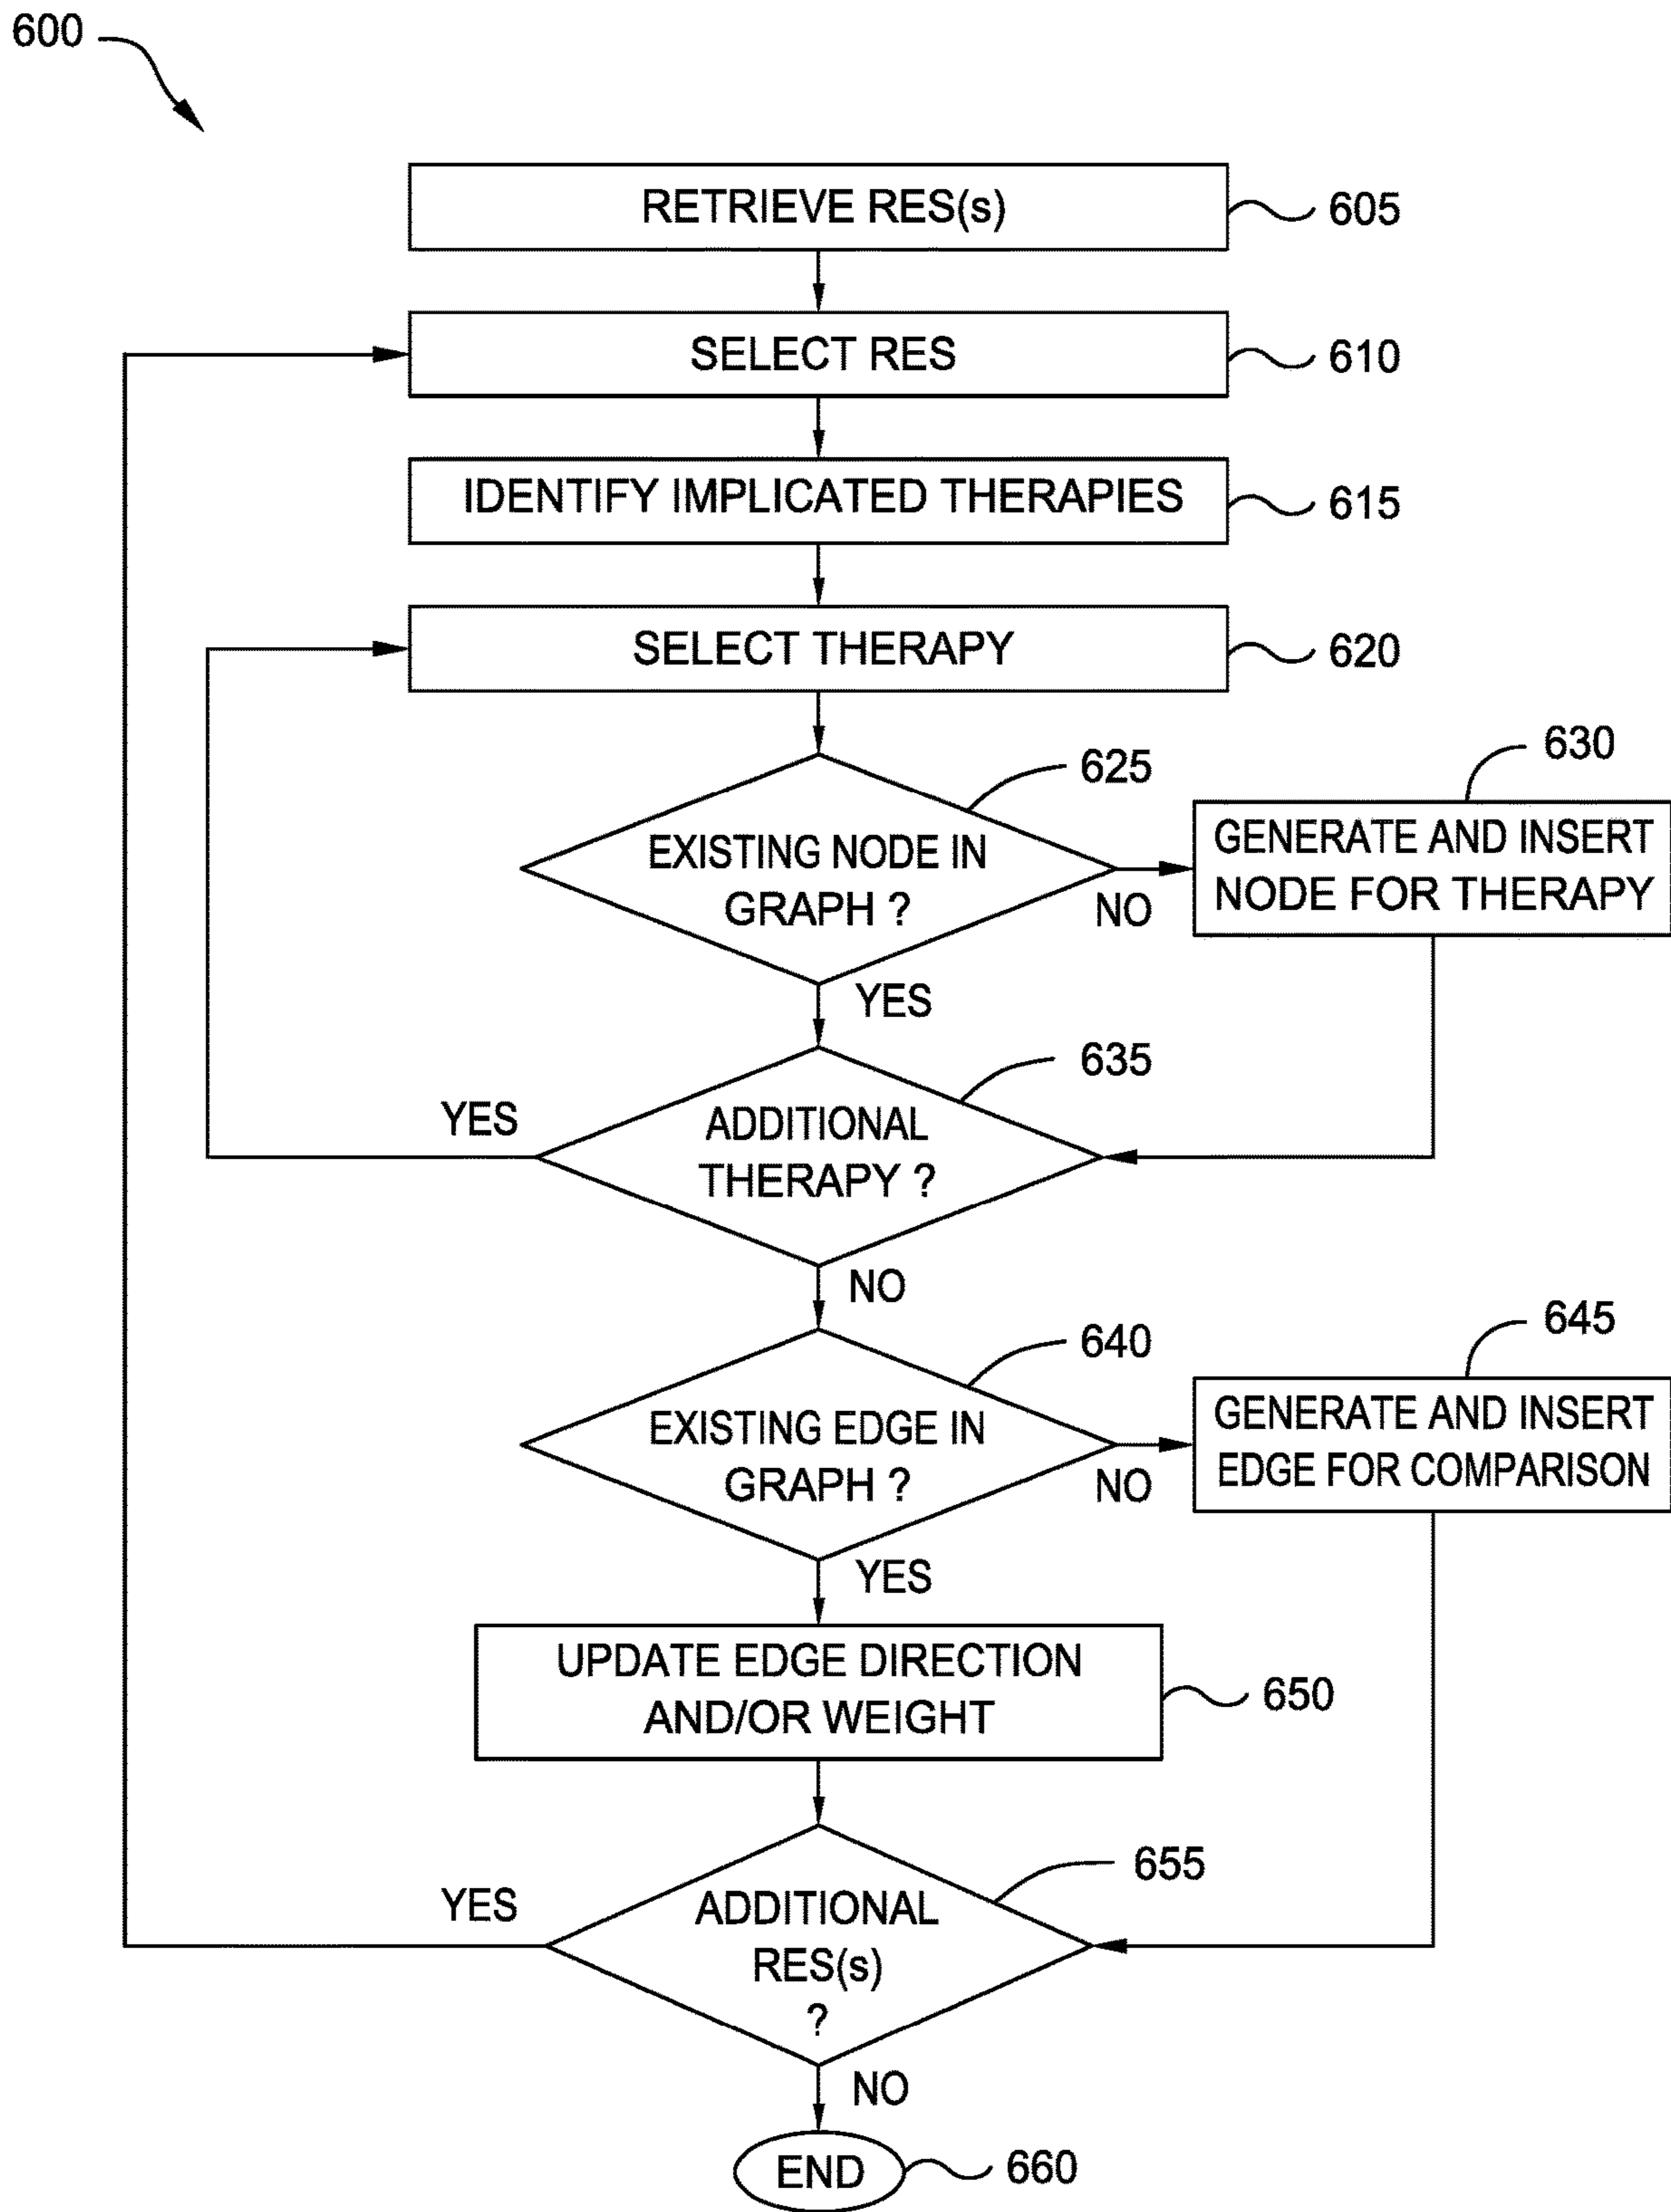 600
RETRIEVE RES(s)
605
SELECT RES
610
IDENTIFY IMPLICATED THERAPIES
615
SELECT THERAPY
620
625
630
EXISTING NODE IN
GRAPH ?
NO
GENERATE AND INSERT
NODE FOR THERAPY
YES
635
YES
ADDITIONAL
THERAPY ?
NO
640
645
EXISTING EDGE IN
GRAPH ?
NO
GENERATE AND INSERT
EDGE FOR COMPARISON
YES
UPDATE EDGE DIRECTION
AND/OR WEIGHT
650
655
YES
ADDITIONAL
RES(s)
?
NO
END
660